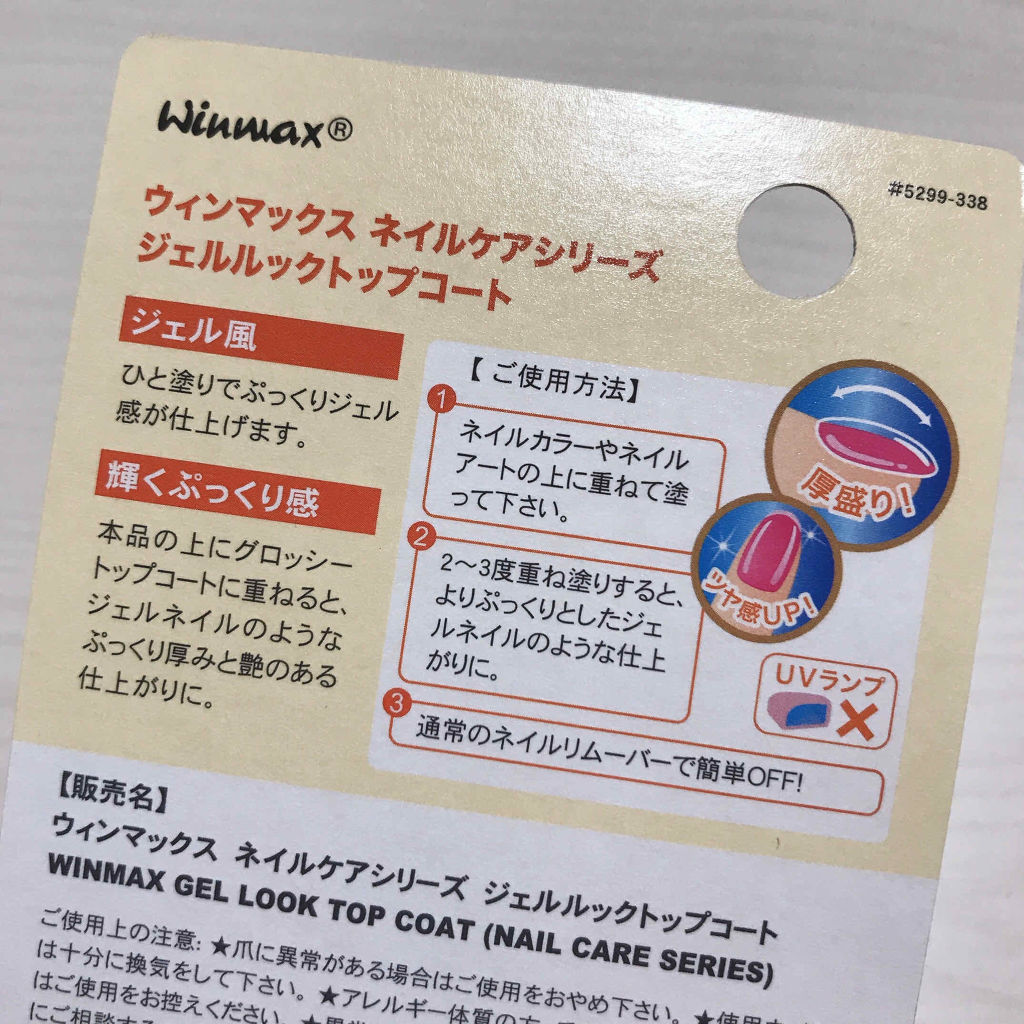 Winmax®
#5299-338
ウィンマックス ネイルケアシリーズ
ジェルルックトップコート
ジェル風
ひと塗りでぷっくりジェル
感が仕上げます。
輝くぷっくり感
本品の上にグロッシー
トップコートに重ねると、
ジェルネイルのような
ぷっくり厚みと艶のある
仕上がりに。
【ご使用方法】
1
ネイルカラーやネイル
アートの上に重ねて塗
って下さい。
2
2〜3度重ね塗りすると、
よりぷっくりとしたジェ
ルネイルのような仕上
がりに。
3
通常のネイルリムーバーで簡単OFF!
厚盛り!
ツヤ感UP!
UVランプ
【販売名】
ウィンマックス ネイルケアシリーズ ジェルルックトップコート
WINMAX GEL LOOK TOP COAT (NAIL CARE SERIES)
ご使用上の注意: ★爪に異常がある場合はご使用をおやめ下さい。★使用
は十分に換気をして下さい。★アレルギー体質の方
はご使用をお控えください。★異常
にご相談する